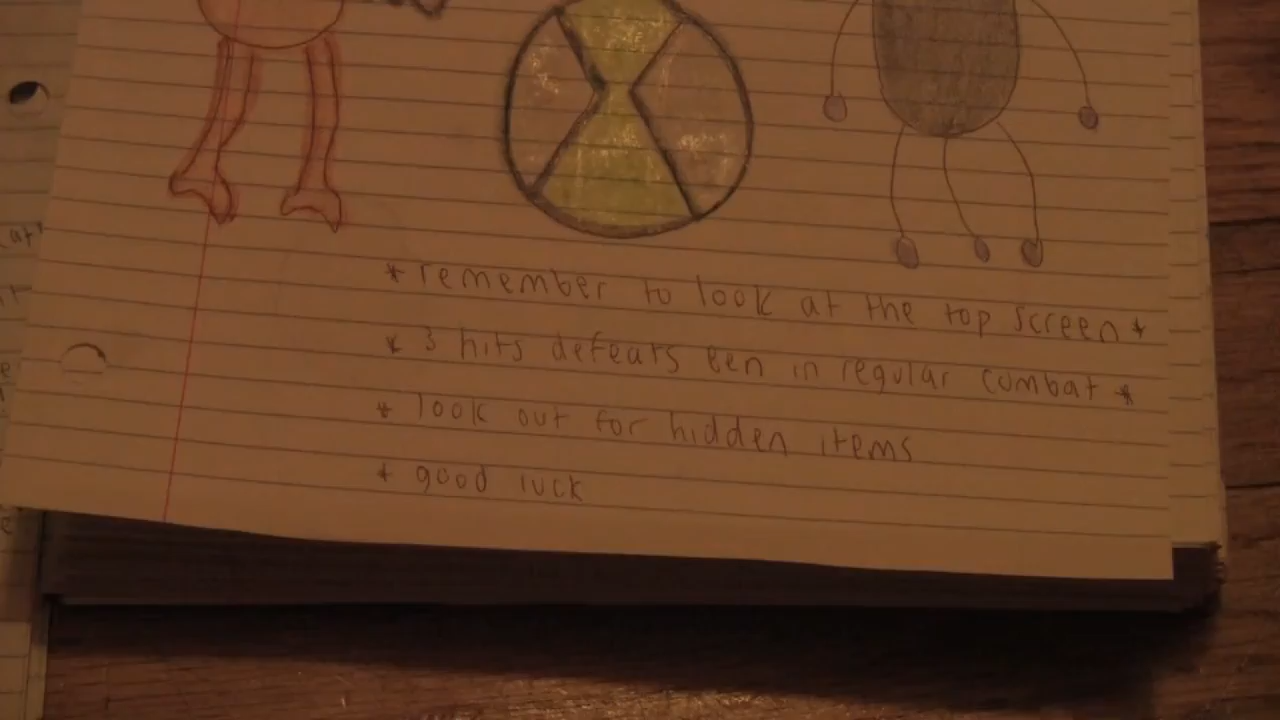 * remember to look at the top screen *
* 3 hits defeats Ben in regular combat *
* look out for hidden items
* good luck